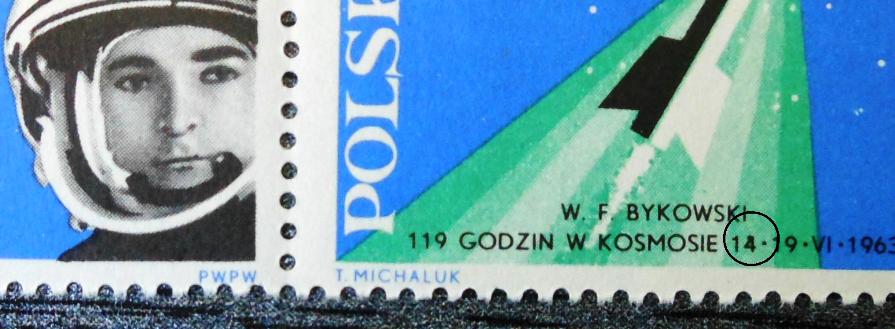 POLSK
W. F. BYKOWSKI
119 GODZIN W KOSMOSIE 14·19·VI·1963
PWPW
T. MICHALUK